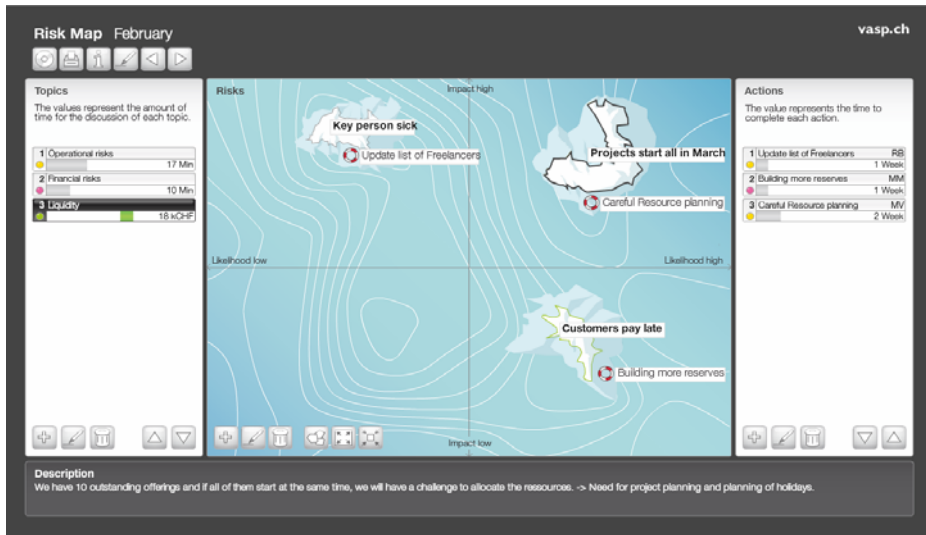 Risk Map February
vasp.ch
Topics
The values represent the amount of
time for the discussion of each topic.
1 Operational risks
17 Min
2 Financial risks
10 Min
3 Liquidity
16 kCHF
Risks
Impact high
Key person sick
Update list of Freelancers
Projects start all in March
Careful Resource planning
Likelihood low
Likelihood high
Customers pay late
Building more reserves
Impact low
Actions
The value represents the time to
complete each action.
1 Update list of Freelancers RB
1 Week
2 Building more reserves MM
1 Week
3 Careful Resource planning MV
2 Week
Description
We have 10 outstanding offerings and if all of them start at the same time, we will have a challenge to allocate the ressources. -> Need for project planning and planning of holidays.